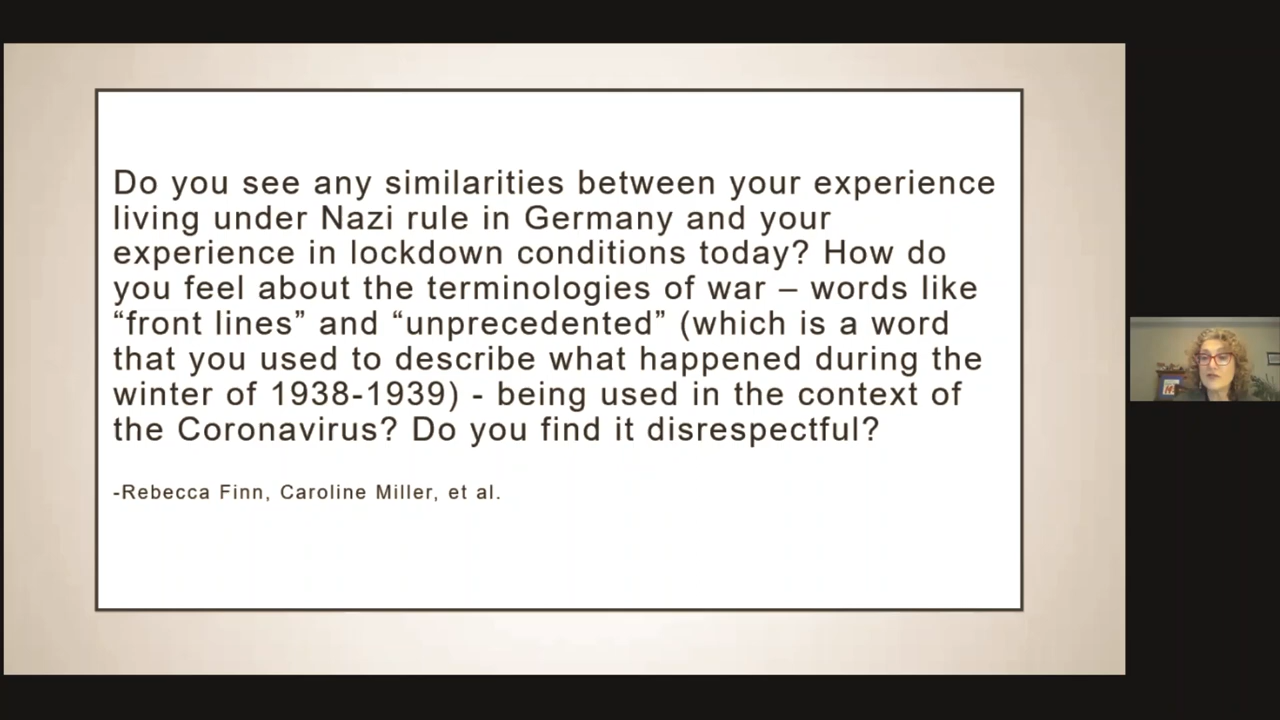 Do you see any similarities between your experience
living under Nazi rule in Germany and your
experience in lockdown conditions today? How do
you feel about the terminologies of war – words like
“front lines” and “unprecedented” (which is a word
that you used to describe what happened during the
winter of 1938-1939) - being used in the context of
the Coronavirus? Do you find it disrespectful?
-Rebecca Finn, Caroline Miller, et al.